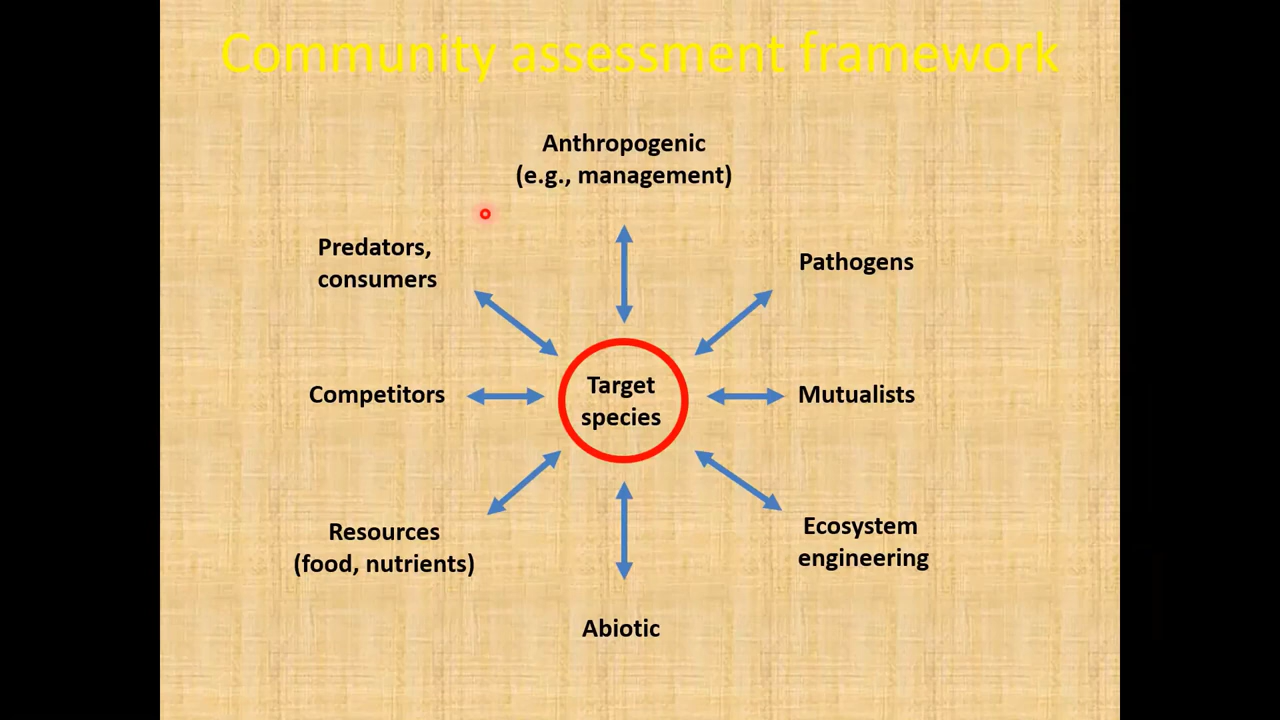 Community assessment framework
Anthropogenic
(e.g., management)
Predators,
consumers
Pathogens
Competitors
Target
species
Mutualists
Resources
(food, nutrients)
Ecosystem
engineering
Abiotic